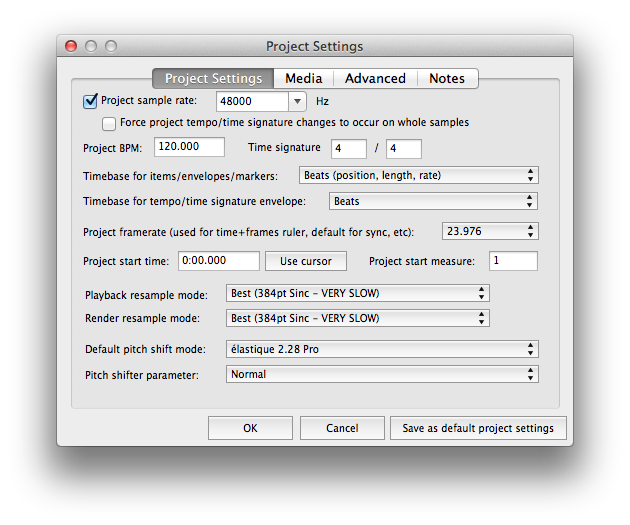 Project Settings
Project Settings Media Advanced Notes
Project sample rate: 48000 Hz
Force project tempo/time signature changes to occur on whole samples
Project BPM: 120.000 Time signature 4 / 4
Timebase for items/envelopes/markers: Beats (position, length, rate)
Timebase for tempo/time signature envelope: Beats
Project framerate (used for time+frames ruler, default for sync, etc): 23.976
Project start time: 0:00.000 Use cursor Project start measure: 1
Playback resample mode: Best (384pt Sinc - VERY SLOW)
Render resample mode: Best (384pt Sinc - VERY SLOW)
Default pitch shift mode: élastique 2.28 Pro
Pitch shifter parameter: Normal
OK Cancel Save as default project settings